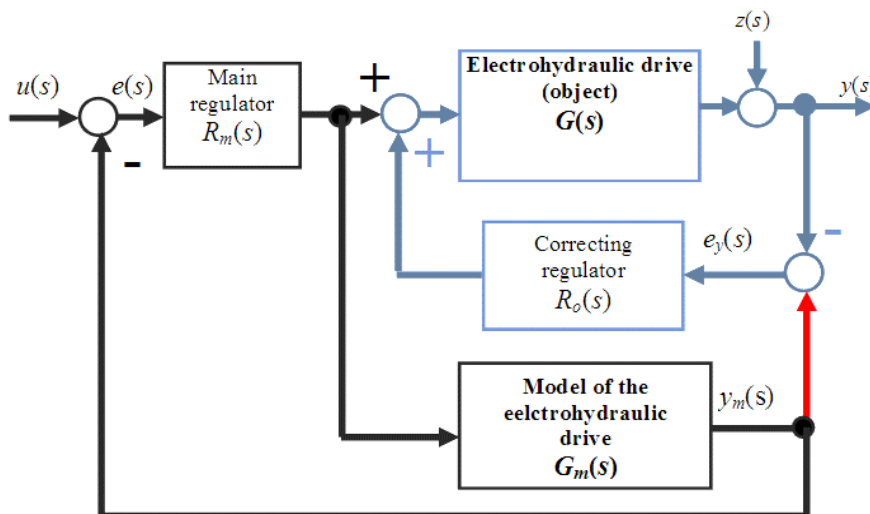 z(s)
u(s)
e(s)
Main
regulator
Rm(s)
+
Electrohydraulic drive
(object)
G(s)
y(s)
-
+
-
Correcting
regulator
Ro(s)
ey(s)
Model of the
eelctrohydraulic
drive
Gm(s)
ym(s)